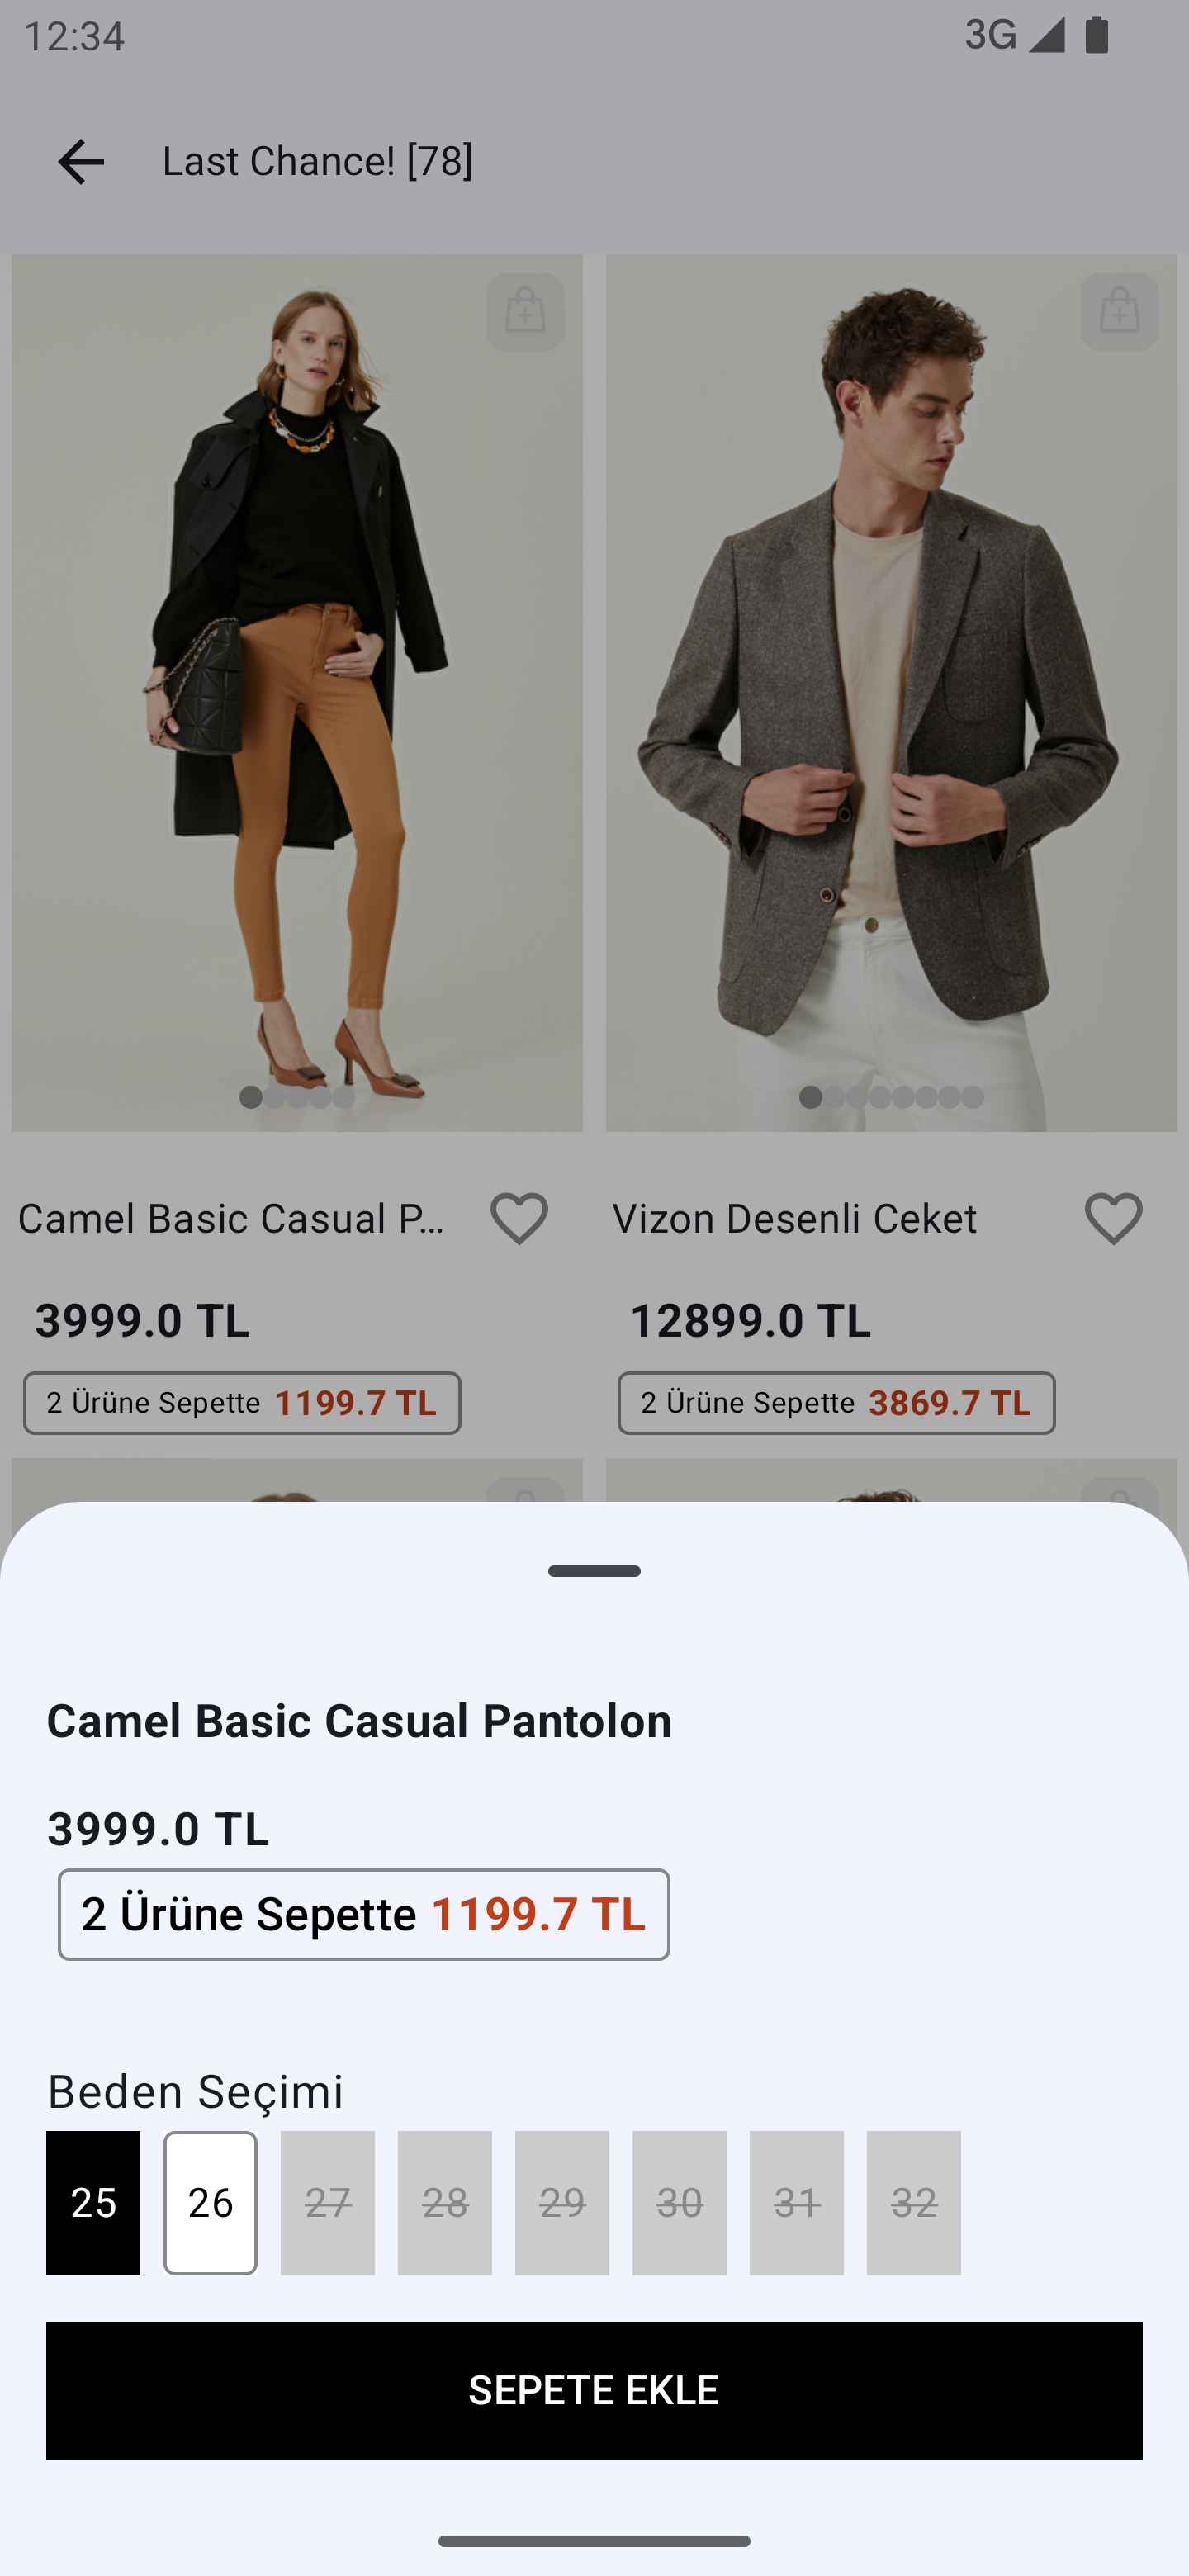 12:34 3G
Last Chance! [78]
Camel Basic Casual P...
Vizon Desenli Ceket
3999.0 TL
12899.0 TL
2 Ürüne Sepette 1199.7 TL
2 Ürüne Sepette 3869.7 TL
Camel Basic Casual Pantolon
3999.0 TL
2 Ürüne Sepette 1199.7 TL
Beden Seçimi
25 26 27 28 29 30 31 32
SEPETE EKLE